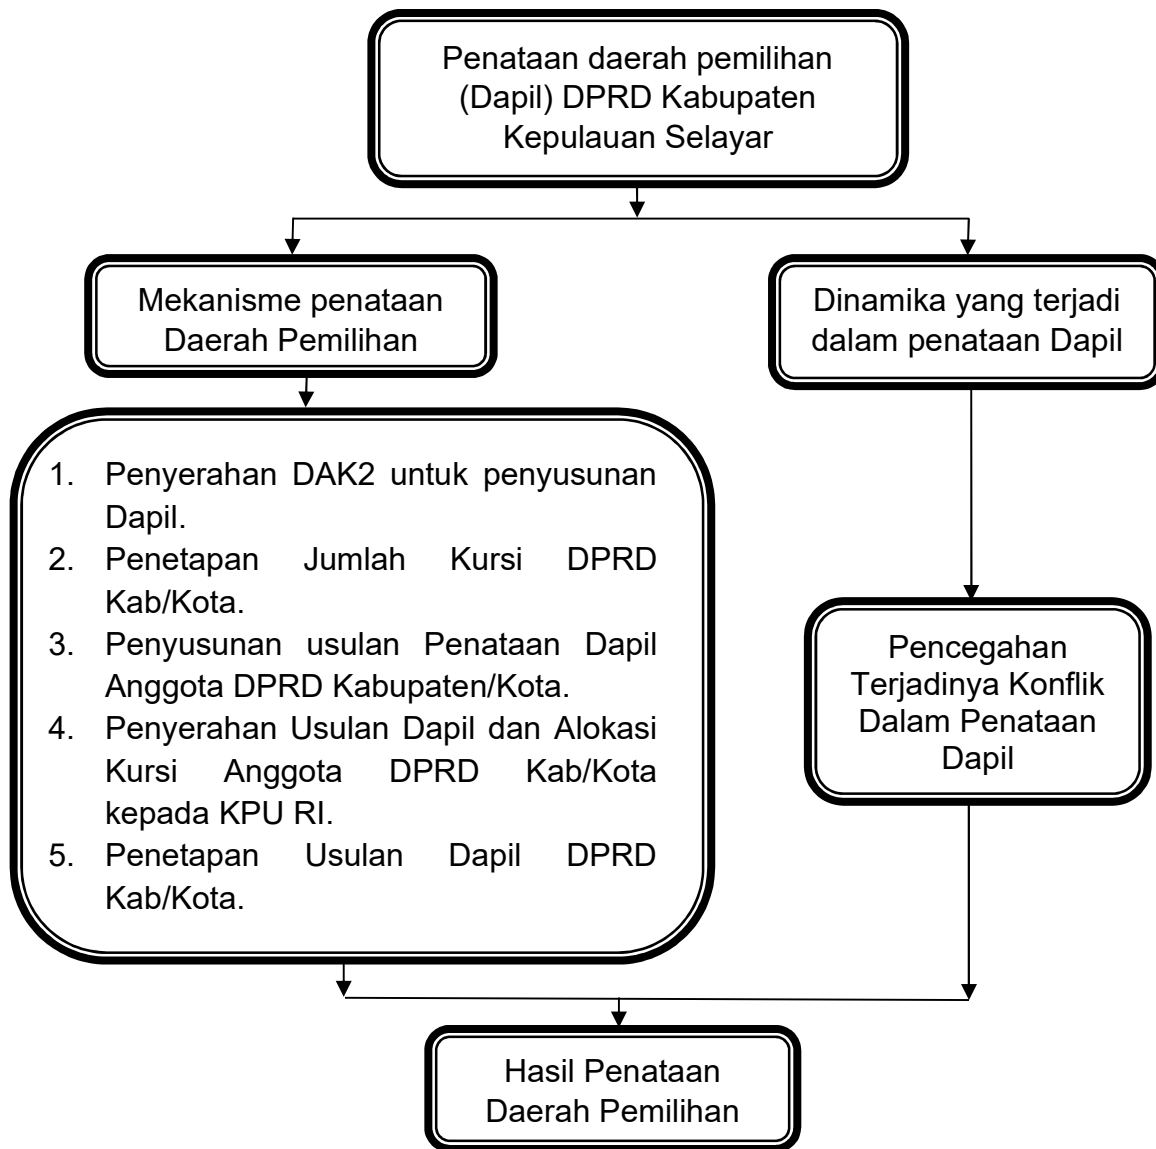 Penataan daerah pemilihan
(Dapil) DPRD Kabupaten
Kepulauan Selayar
Mekanisme penataan
Daerah Pemilihan
Dinamika yang terjadi
dalam penataan Dapil
1. Penyerahan DAK2 untuk penyusunan
Dapil.
2. Penetapan Jumlah Kursi DPRD
Kab/Kota.
3. Penyusunan usulan Penataan Dapil
Anggota DPRD Kabupaten/Kota.
4. Penyerahan Usulan Dapil dan Alokasi
Kursi Anggota DPRD Kab/Kota
kepada KPU RI.
5. Penetapan Usulan Dapil DPRD
Kab/Kota.
Pencegahan
Terjadinya Konflik
Dalam Penataan
Dapil
Hasil Penataan
Daerah Pemilihan